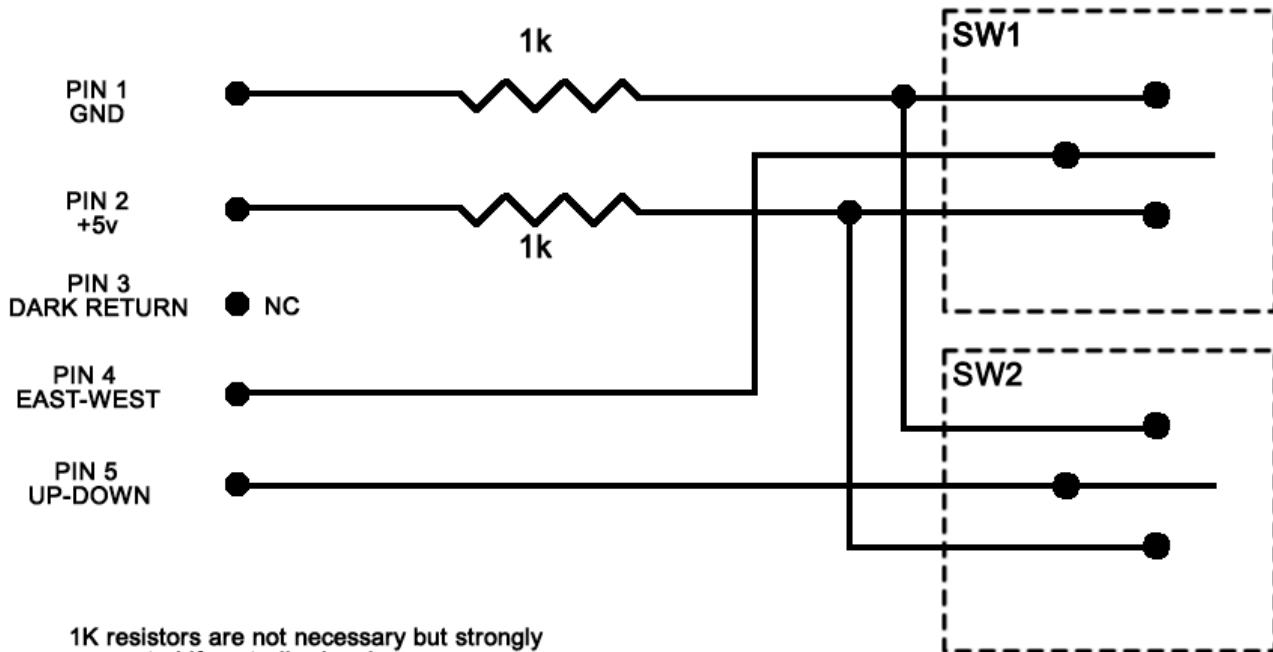 1k
SW1
PIN 1
GND
PIN 2
+5v
1k
PIN 3
DARK RETURN
NC
PIN 4
EAST-WEST
SW2
PIN 5
UP-DOWN
1K resistors are not necessary but strongly